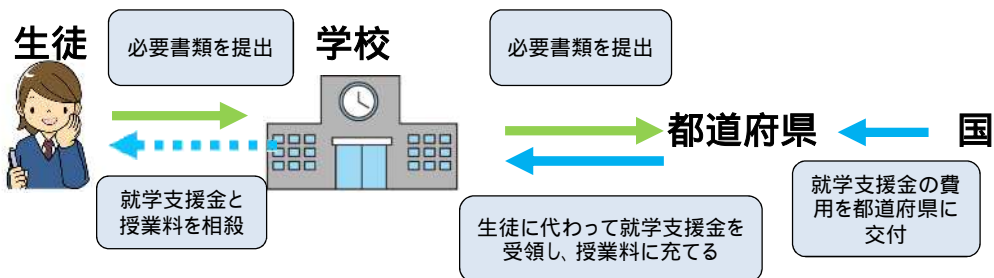 生徒
必要書類を提出
学校
必要書類を提出
都道府県
国
就学支援金と
授業料を相殺
生徒に代わって就学支援金を
受領し、授業料に充てる
就学支援金の費
用を都道府県に
交付